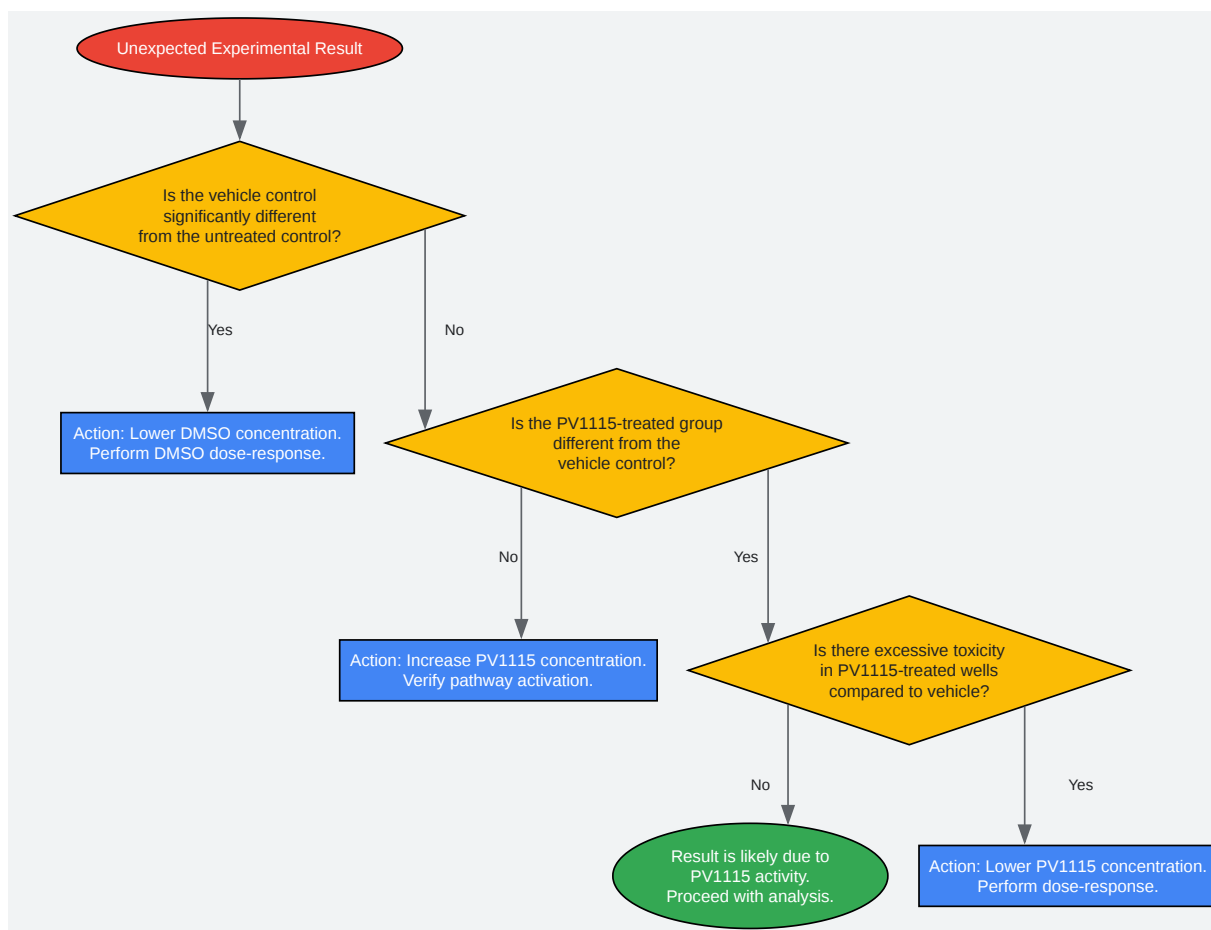 Unexpected Experimental Result
Is the vehicle control
significantly different
from the untreated control?
Yes
No
Action: Lower DMSO concentration.
Perform DMSO dose-response.
Is the PV1115-treated group
different from the
vehicle control?
No
Yes
Action: Increase PV1115 concentration.
Verify pathway activation.
Is there excessive toxicity
in PV1115-treated wells
compared to vehicle?
No
Yes
Result is likely due to
PV1115 activity.
Proceed with analysis.
Action: Lower PV1115 concentration.
Perform dose-response.